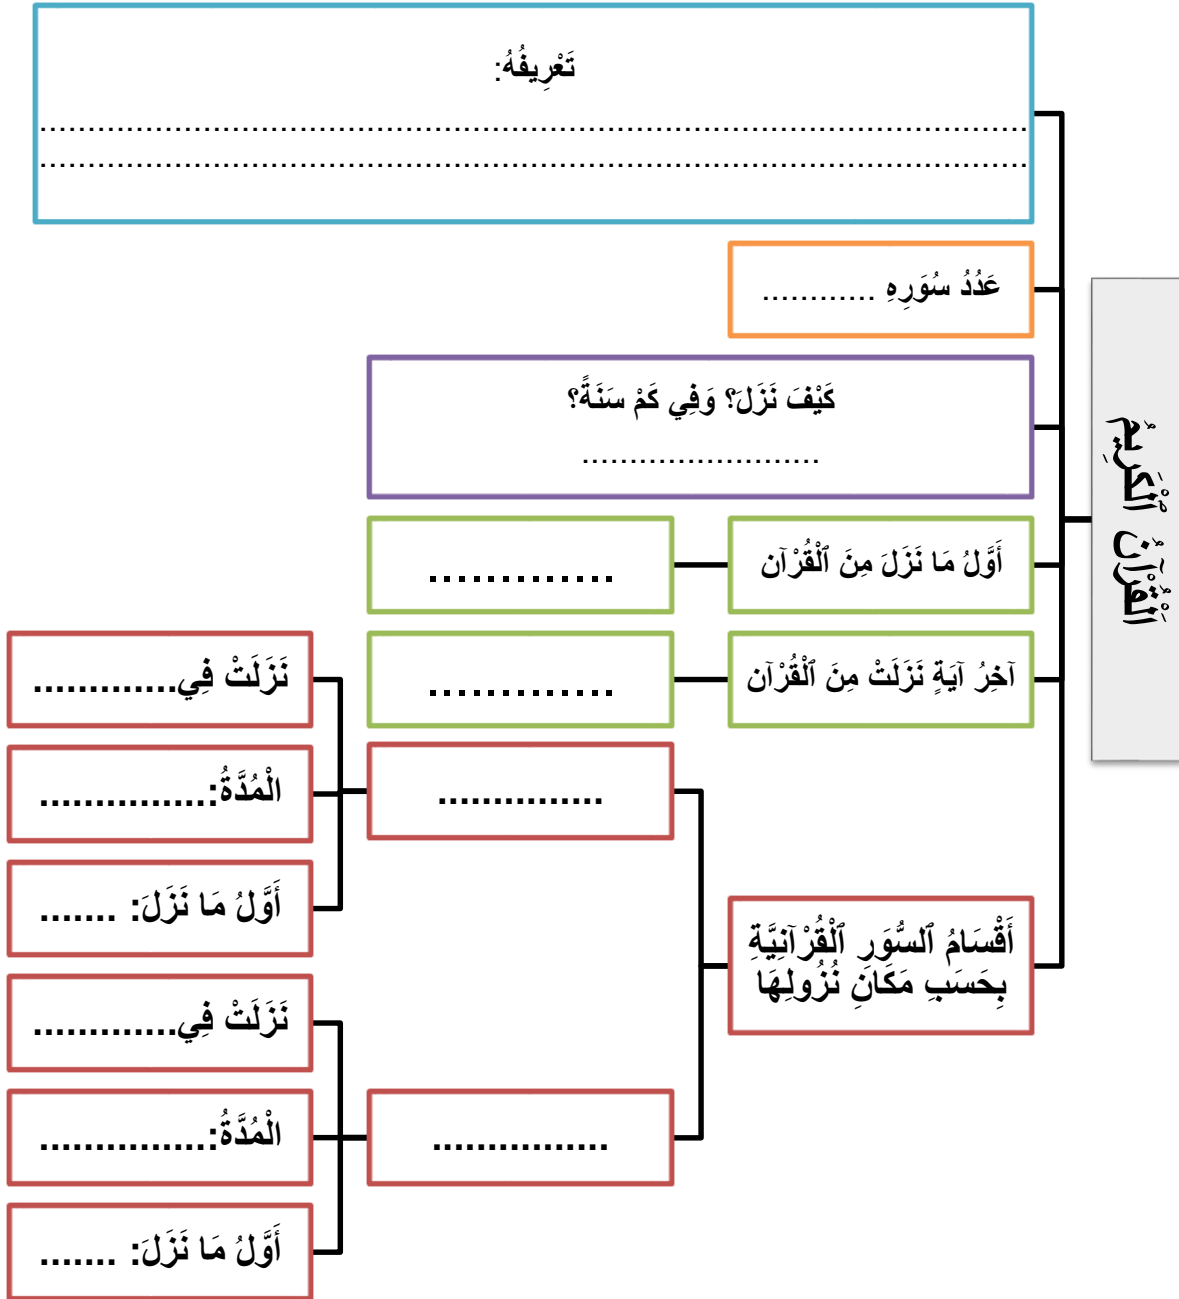 ٱلْقُرْآنُ ٱلْكَرِيمُ
تَعْرِيفُهُ:
.......................................................................................................
.......................................................................................................
عَدُدُ سُوَرِهِ ............
كَيْفَ نَزَلَ؟ وَفِي كَمْ سَنَةً؟
.........................
أَوَّلُ مَا نَزَلَ مِنَ ٱلْقُرْآن
.............
آخِرُ آيَةٍ نَزَلَتْ مِنَ ٱلْقُرْآن
.............
أَقْسَامُ ٱلسُّوَرِ ٱلْقُرْآنِيَّةِ
بِحَسَبِ مَكَانِ نُزُولِهَا
...............
نَزَلَتْ فِي.............
الْمُدَّةُ:...............
أَوَّلُ مَا نَزَلَ: .......
................
نَزَلَتْ فِي.............
الْمُدَّةُ:...............
أَوَّلُ مَا نَزَلَ: .......